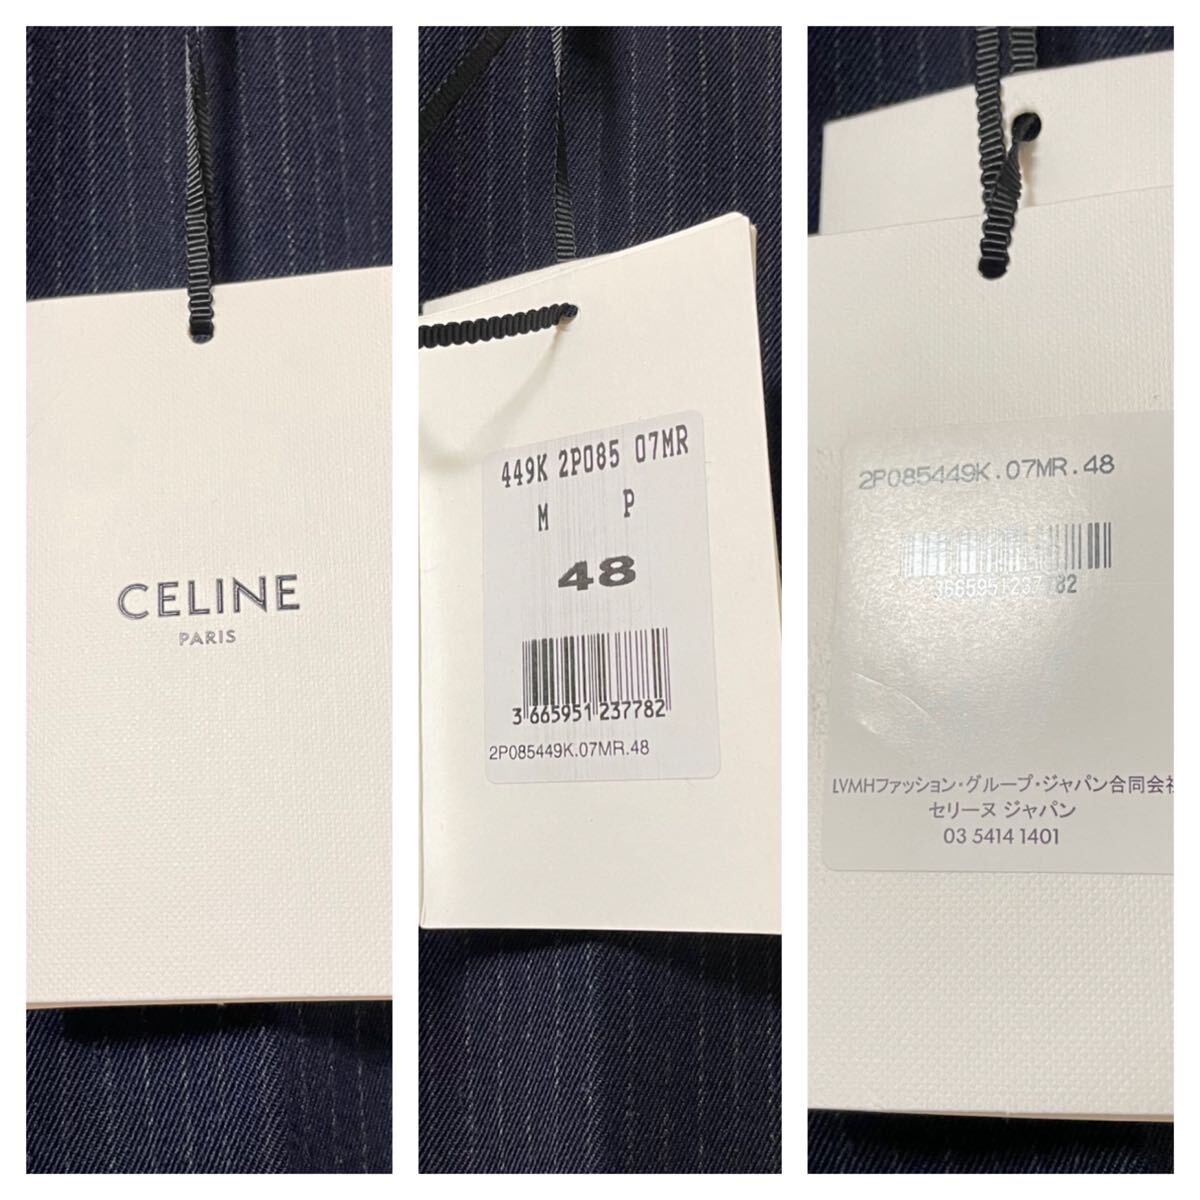 CELINE
PARIS
449K 2P085 07MR
M P
48
3 665951 237782
2P085449K.07MR.48
2P085449K.07MR.48
3665951237782
LVMHファッション・グループ・ジャパン合同会社
セリーヌ ジャパン
03 5414 1401